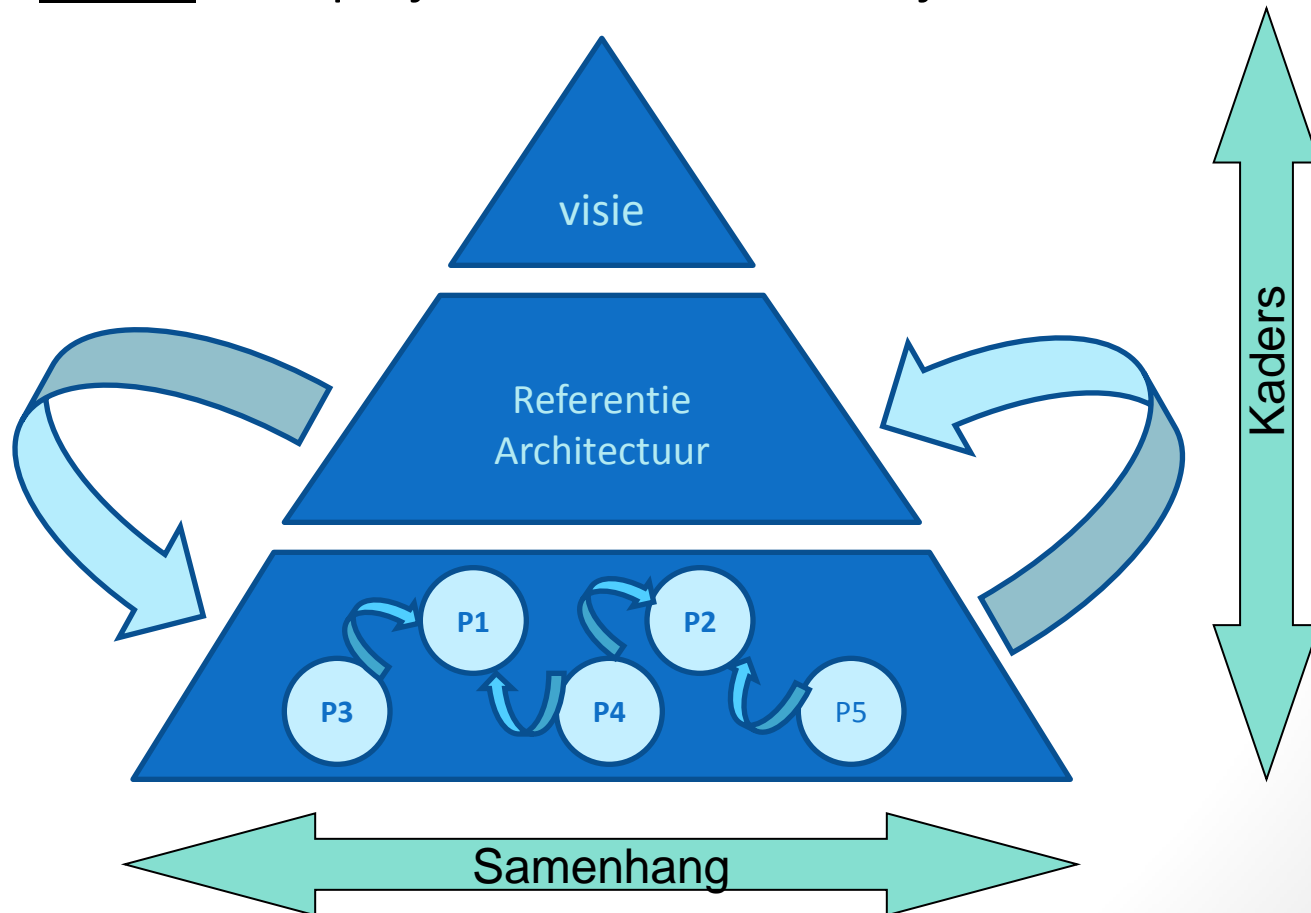 visie
Referentie
Architectuur
P1
P2
P3
P4
P5
Kaders
Samenhang